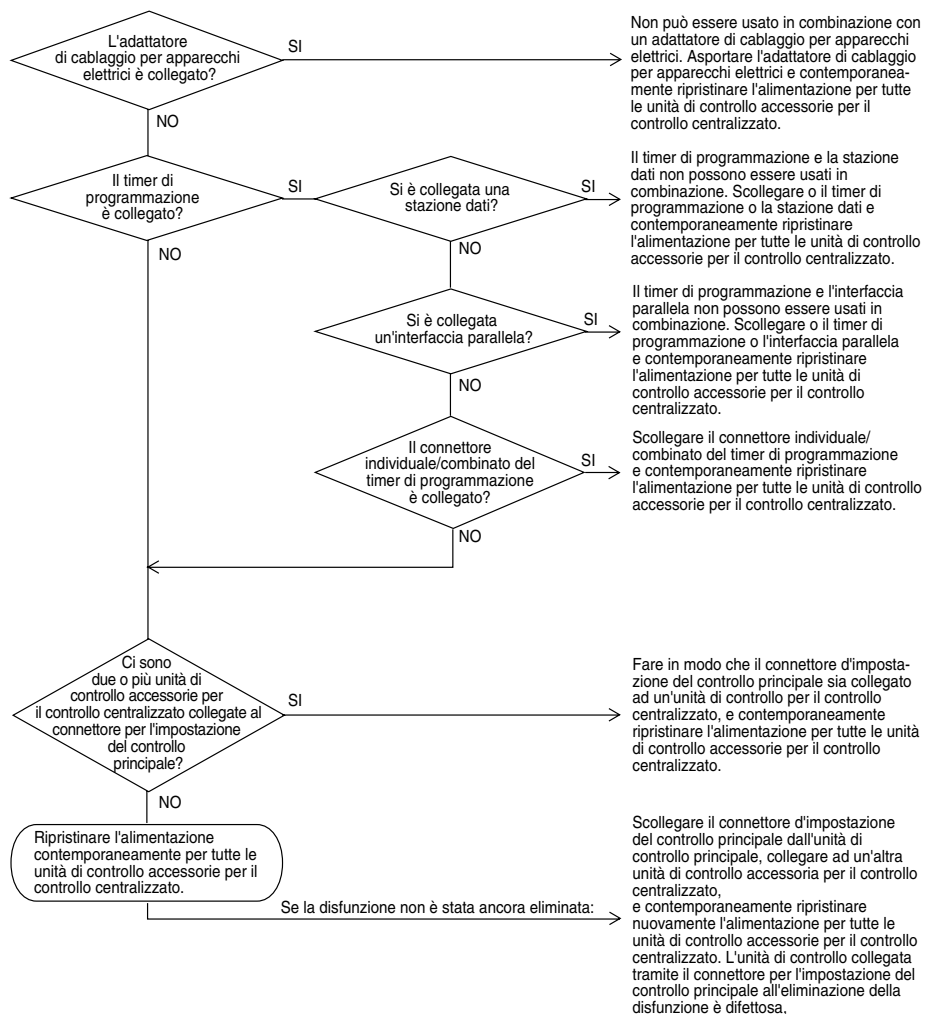 L'adattatore
di cablaggio per apparecchi
elettrici è collegato?
SI
Non può essere usato in combinazione con
un adattatore di cablaggio per apparecchi
elettrici. Asportare l'adattatore di cablaggio
per apparecchi elettrici e contemporanea-
mente ripristinare l'alimentazione per tutte
le unità di controllo accessorie per il
controllo centralizzato.
NO
Il timer di
programmazione
è collegato?
SI
Si è collegata una
stazione dati?
SI
Il timer di programmazione e la stazione
dati non possono essere usati in
combinazione. Scollegare o il timer di
programmazione o la stazione dati e
contemporaneamente ripristinare
l'alimentazione per tutte le unità di controllo
accessorie per il controllo centralizzato.
NO
NO
Si è collegata
un'interfaccia parallela?
SI
Il timer di programmazione e l'interfaccia
parallela non possono essere usati in
combinazione. Scollegare o il timer di
programmazione o l'interfaccia parallela
e contemporaneamente ripristinare
l'alimentazione per tutte le unità di
controllo accessorie per il controllo
centralizzato.
NO
Il connettore
individuale/combinato del
timer di programmazione
è collegato?
SI
Scollegare il connettore individuale/
combinato del timer di programmazione
e contemporaneamente ripristinare
l'alimentazione per tutte le unità di controllo
accessorie per il controllo centralizzato.
NO
Ci sono
due o più unità di
controllo accessorie per
il controllo centralizzato collegate al
connettore per l'impostazione
del controllo
principale?
SI
Fare in modo che il connettore d'imposta-
zione del controllo principale sia collegato
ad un'unità di controllo per il controllo
centralizzato, e contemporaneamente
ripristinare l'alimentazione per tutte le unità
di controllo accessorie per il controllo
centralizzato.
NO
Ripristinare l'alimentazione
contemporaneamente per tutte le
unità di controllo accessorie per il
controllo centralizzato.
Se la disfunzione non è stata ancora eliminata:
Scollegare il connettore d'impostazione
del controllo principale dall'unità di
controllo principale, collegare ad un'altra
unità di controllo accessoria per il controllo
centralizzato,
e contemporaneamente ripristinare
nuovamente l'alimentazione per tutte le
unità di controllo accessorie per il controllo
centralizzato. L'unità di controllo collegata
tramite il connettore per l'impostazione del
controllo principale all'eliminazione della
disfunzione è difettosa,